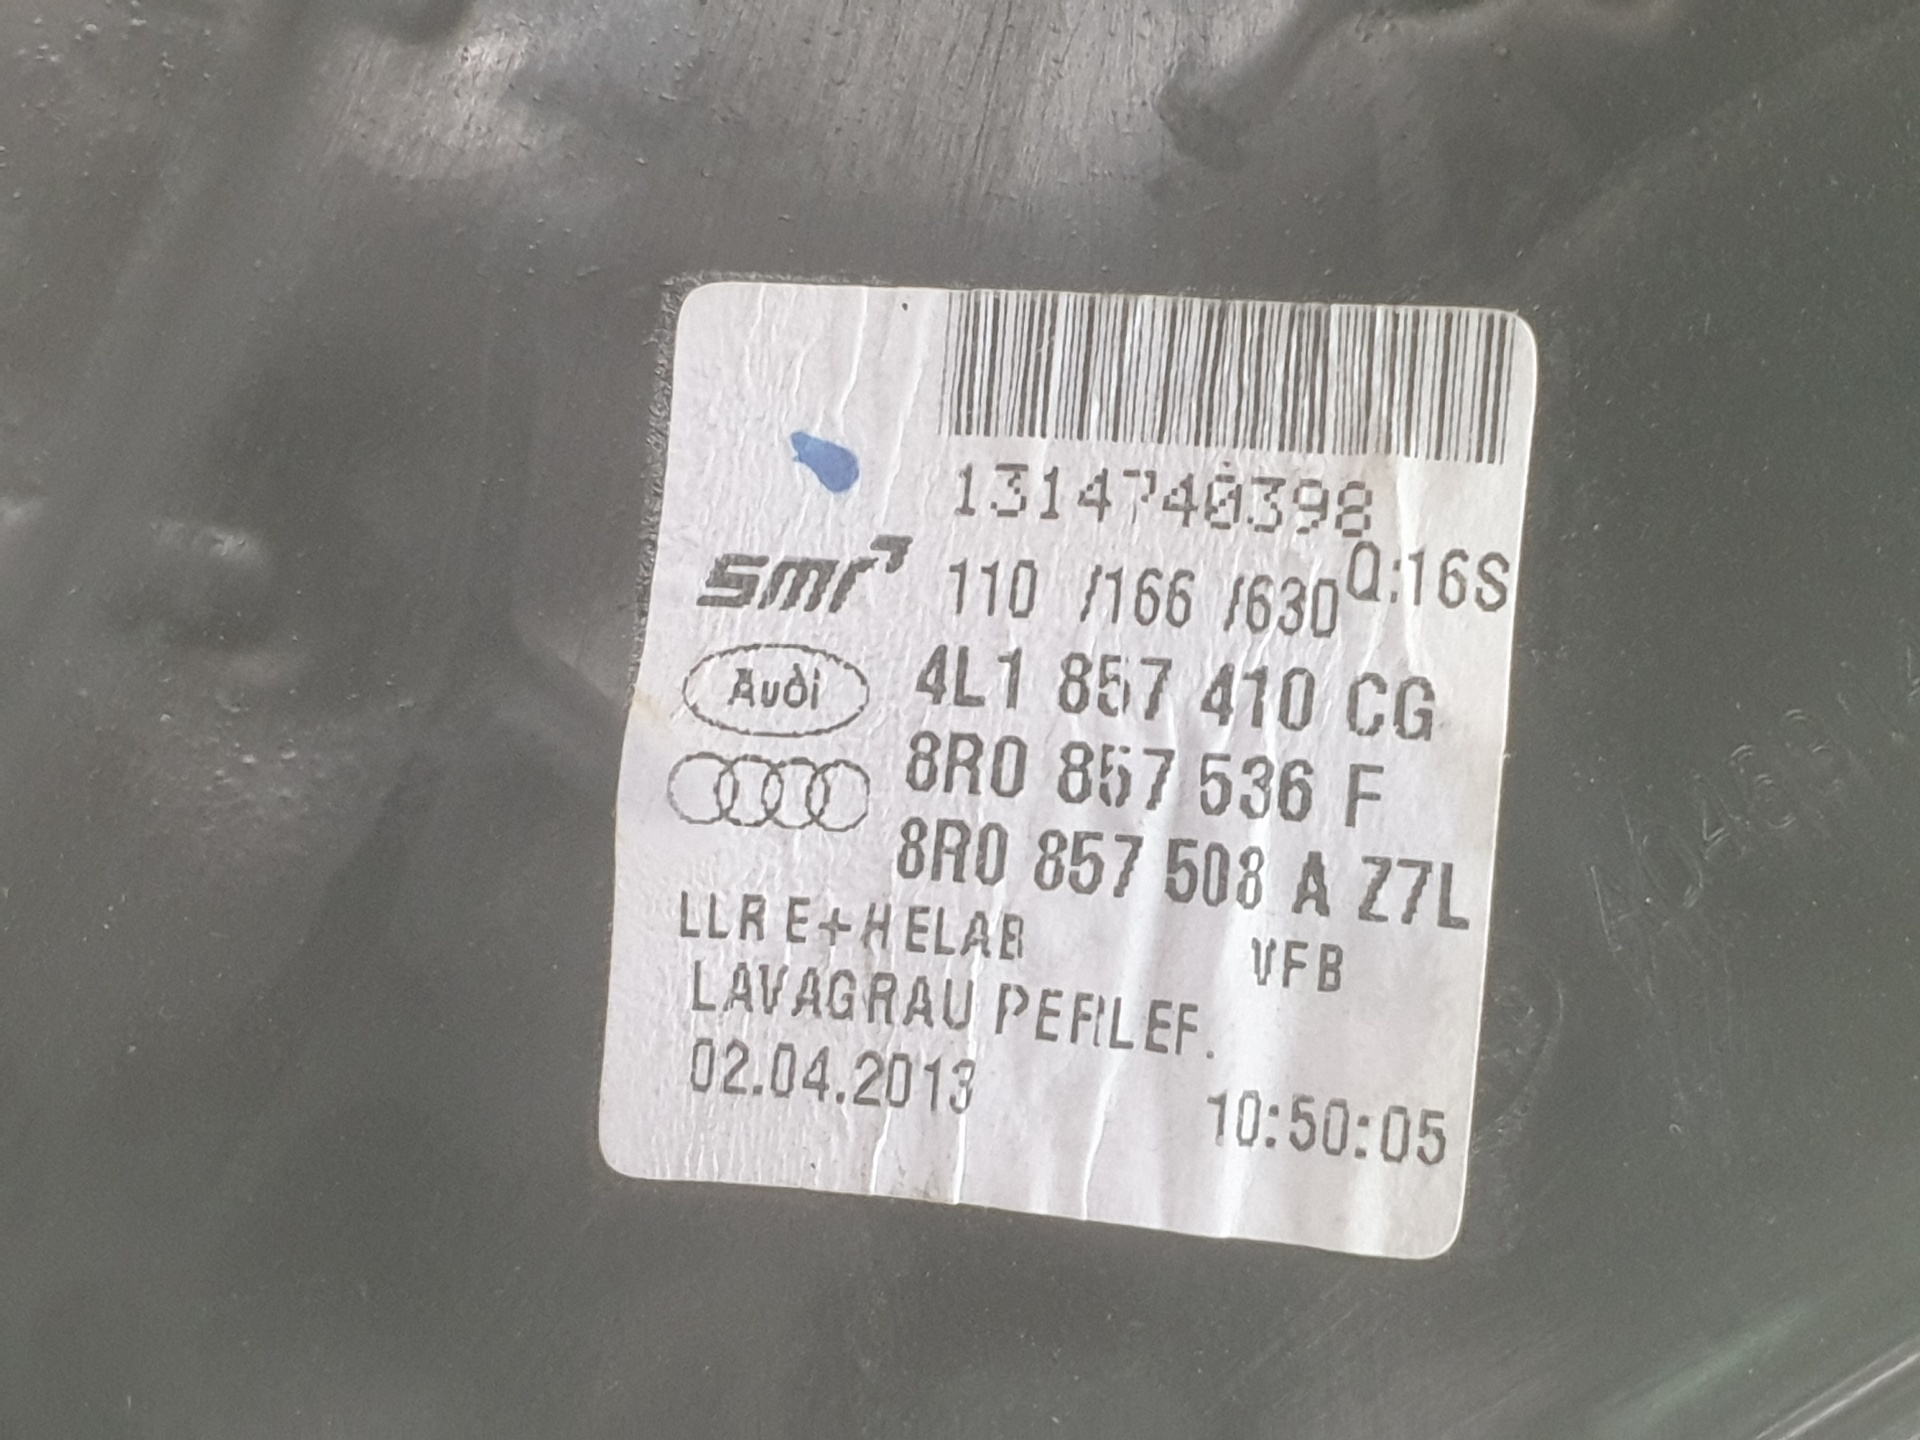 1314740398
smr 110 /166 /630 Q:16S
Audi 4L1 857 410 CG
8R0 857 536 F
8R0 857 508 A Z7L
LLR E+HELAB VFB
LAVAGRAU PERLEF.
02.04.2013 10:50:05